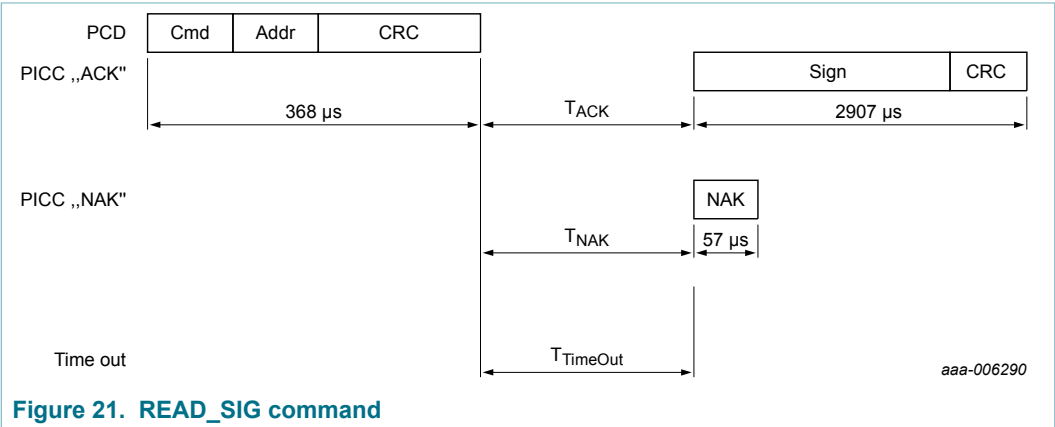 PCD Cmd Addr CRC
PICC ,,ACK" Sign CRC
368 µs TACK 2907 µs
PICC ,,NAK" NAK
TNAK 57 µs
Time out TTimeOut aaa-006290
Figure 21. READ_SIG command